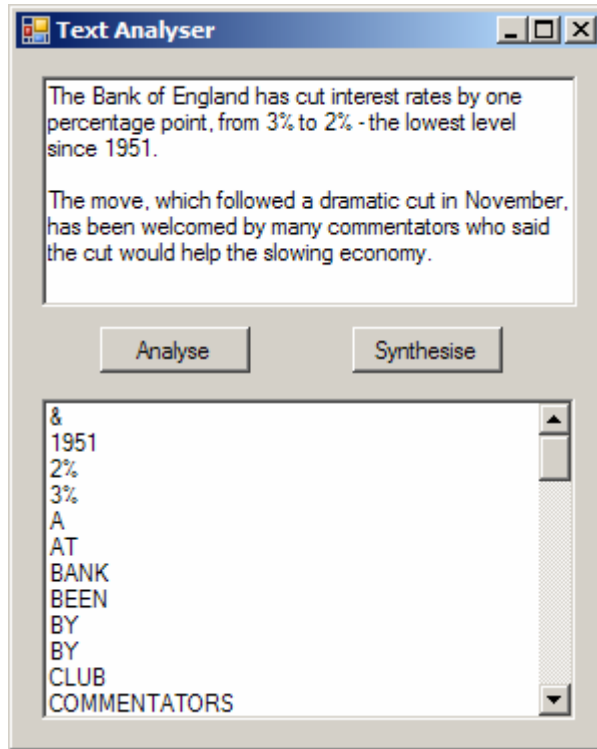 Text Analyser
The Bank of England has cut interest rates by one
percentage point, from 3% to 2% - the lowest level
since 1951.
The move, which followed a dramatic cut in November,
has been welcomed by many commentators who said
the cut would help the slowing economy.
Analyse
Synthesise
&
1951
2%
3%
A
AT
BANK
BEEN
BY
BY
CLUB
COMMENTATORS